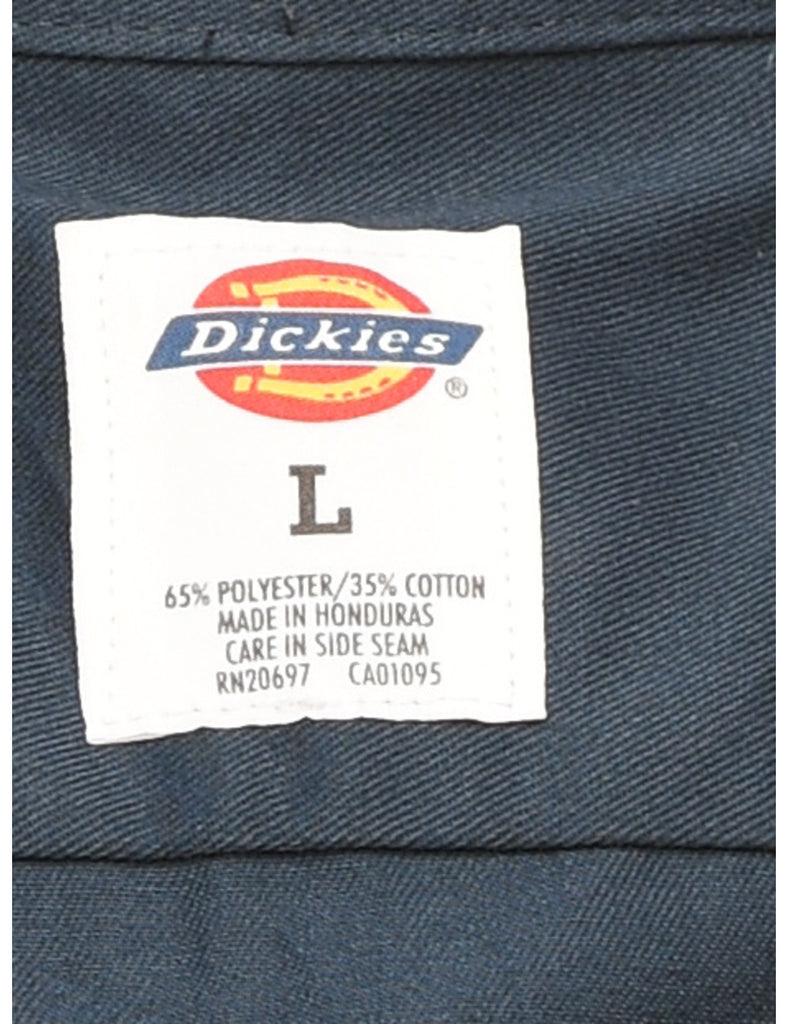 Dickies
®
L
65% POLYESTER/35% COTTON
MADE IN HONDURAS
CARE IN SIDE SEAM
RN20697 CA01095